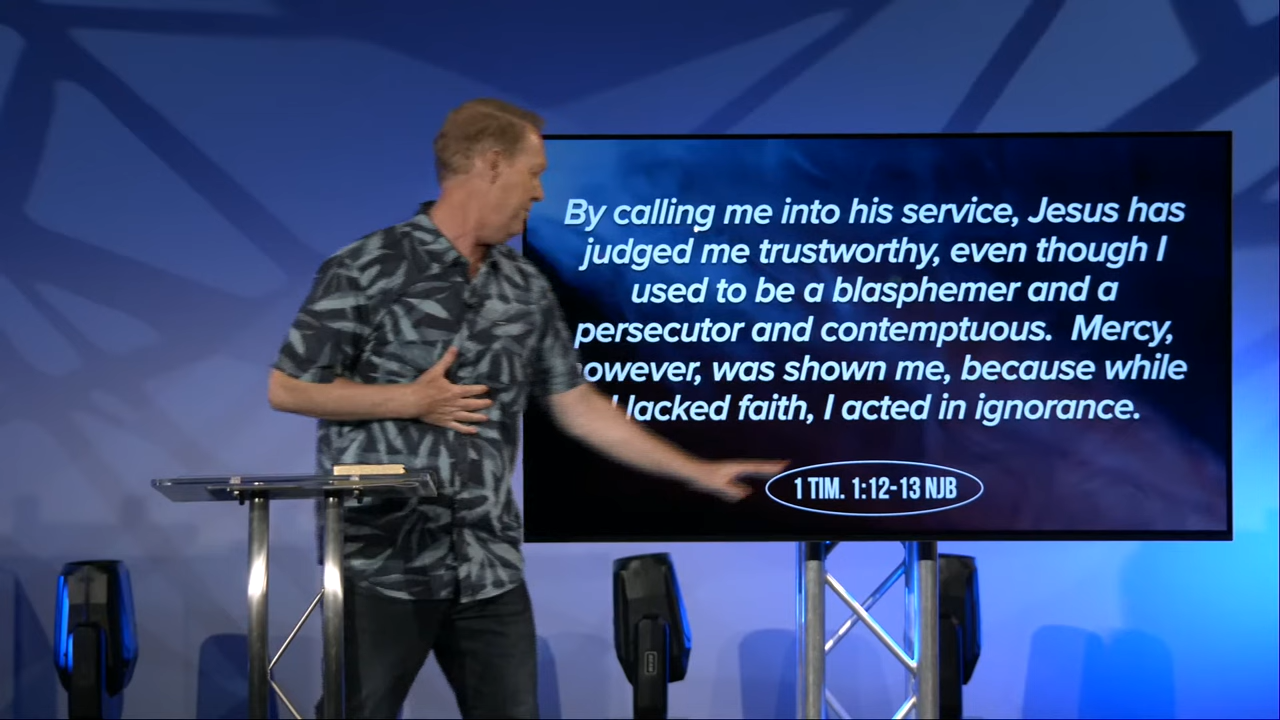 By calling me into his service, Jesus has
judged me trustworthy, even though I
used to be a blasphemer and a
persecutor and contemptuous. Mercy,
however, was shown me, because while
I lacked faith, I acted in ignorance.
1 TIM. 1:12-13 NJB